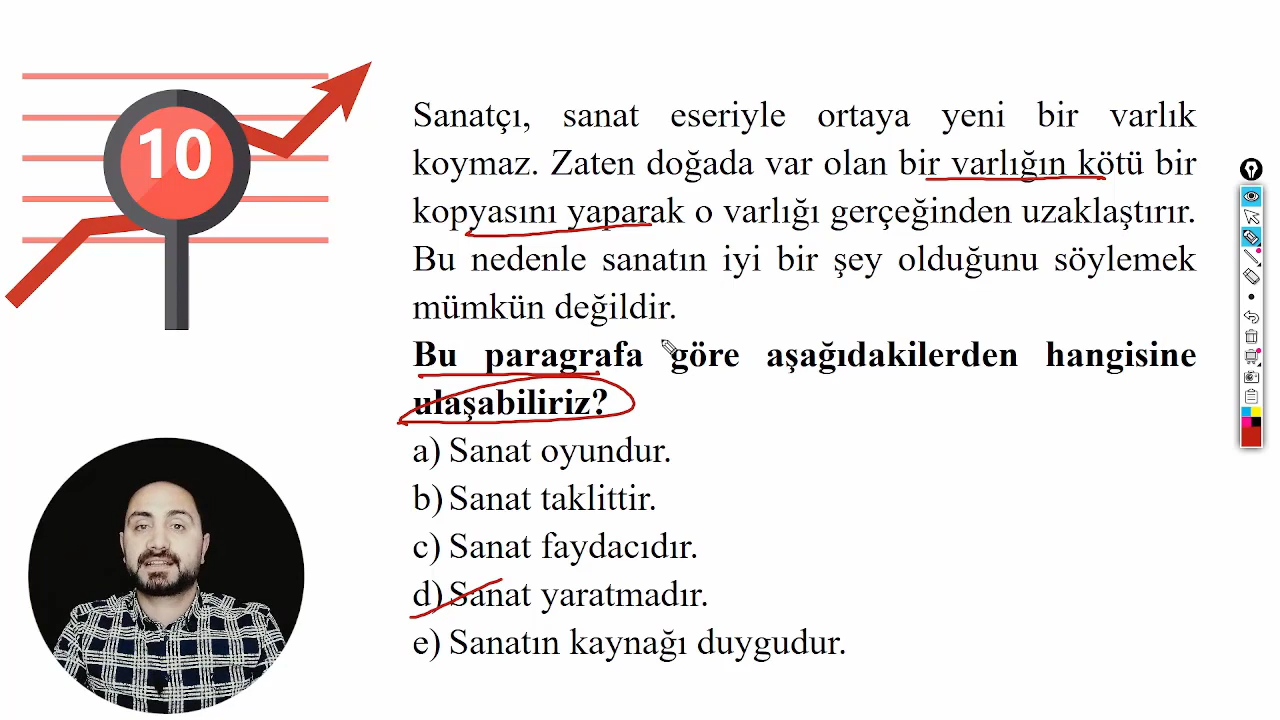 10
Sanatçı, sanat eseriyle ortaya yeni bir varlık
koymaz. Zaten doğada var olan bir varlığın kötü bir
kopyasını yaparak o varlığı gerçeğinden uzaklaştırır.
Bu nedenle sanatın iyi bir şey olduğunu söylemek
mümkün değildir.
Bu paragrafa göre aşağıdakilerden hangisine
ulaşabiliriz?
a) Sanat oyundur.
b) Sanat taklittir.
c) Sanat faydacıdır.
d) Sanat yaratmadır.
e) Sanatın kaynağı duygudur.